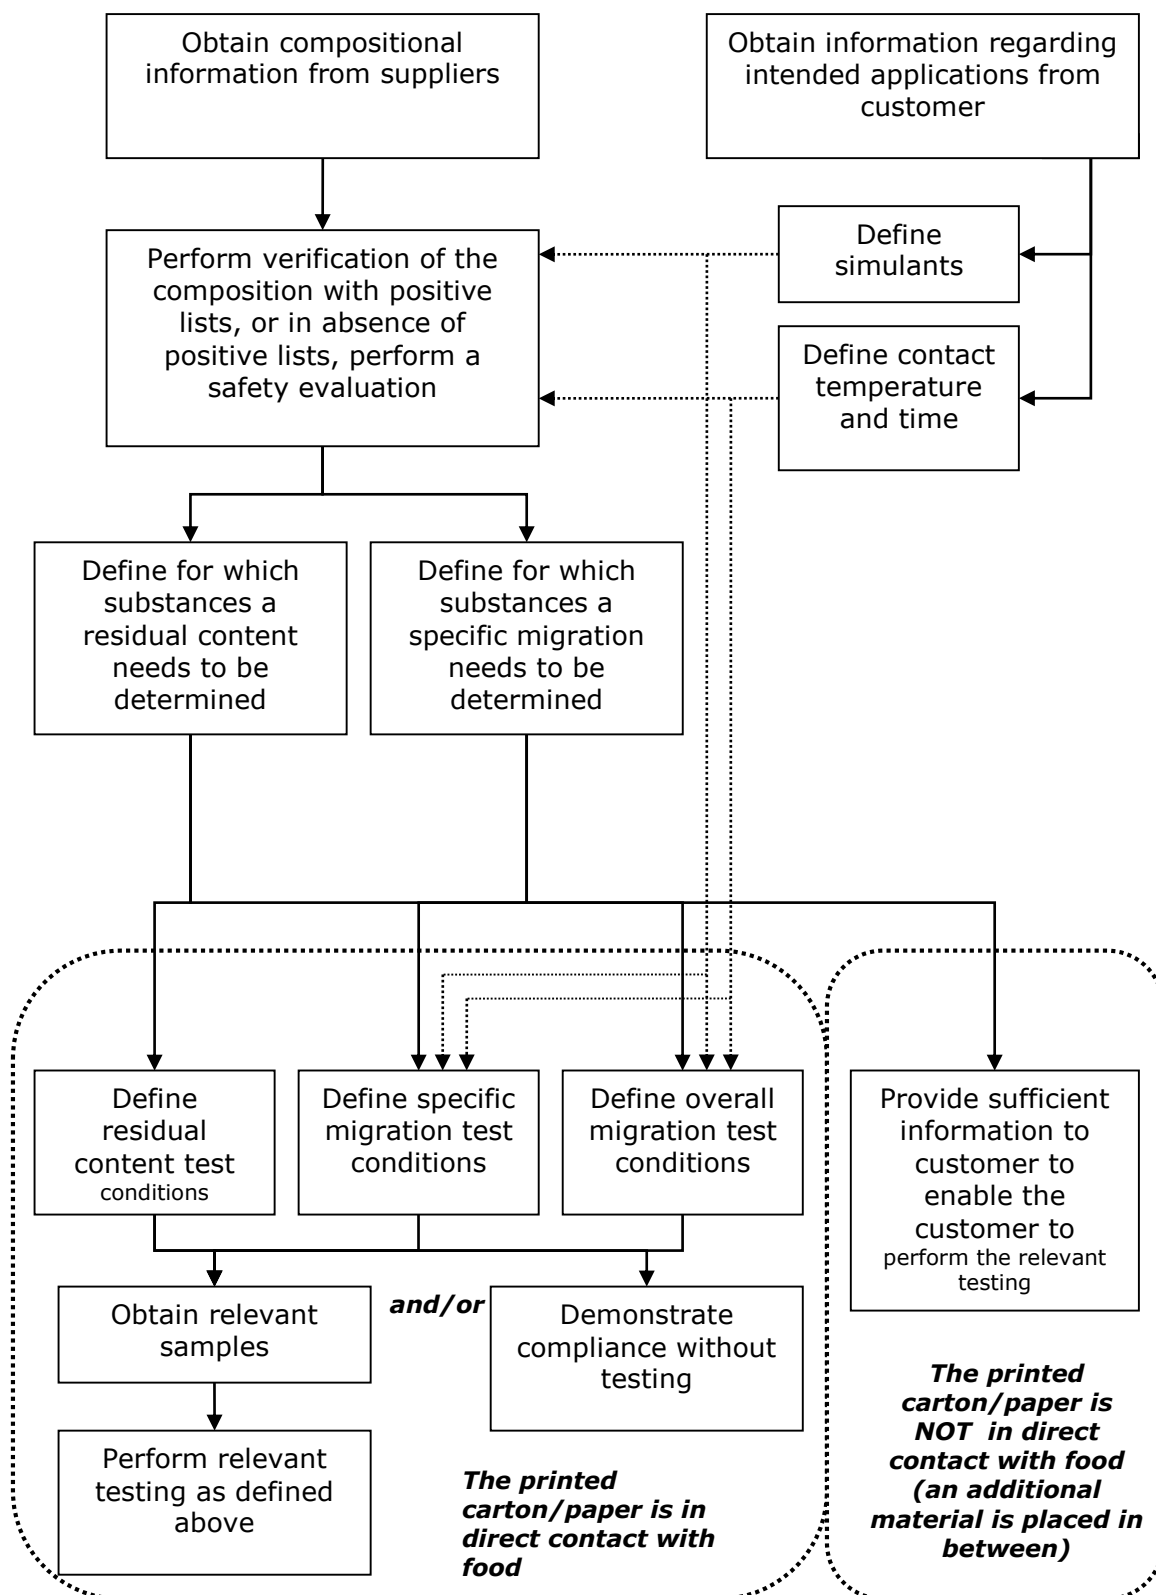 Obtain compositional
information from suppliers
Obtain information regarding
intended applications from
customer
Define
simulants
Perform verification of the
composition with positive
lists, or in absence of
positive lists, perform a
safety evaluation
Define contact
temperature
and time
Define for which
substances a
residual content
needs to be
determined
Define for which
substances a
specific migration
needs to be
determined
Define
residual
content test
conditions
Define specific
migration test
conditions
Define overall
migration test
conditions
Provide sufficient
information to
customer to
enable the
customer to
perform the relevant
testing
Obtain relevant
samples
and/or
Demonstrate
compliance without
testing
Perform relevant
testing as defined
above
The printed
carton/paper is in
direct contact with
food
The printed
carton/paper is
NOT in direct
contact with food
(an additional
material is placed in
between)